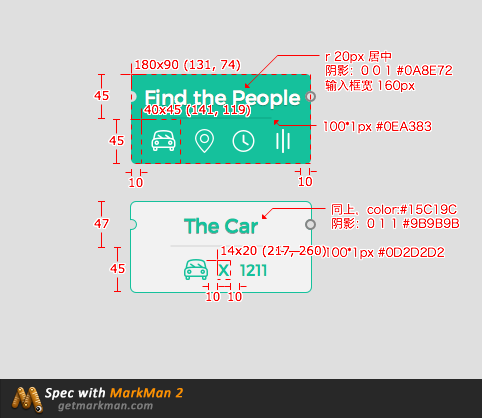 180x90 (131, 74)
r 20px 居中
阴影：0 0 1 #0A8E72
输入框宽 160px
45
Find the People
40x45 (141, 119)
45
100*1px #0EA383
10
10
47
The Car
同上，color:#15C19C
阴影：0 1 1 #9B9B9B
14x20 (217, 260)
100*1px #0D2D2D2
45
X 1211
10
10
Spec with MarkMan 2
getmarkman.com